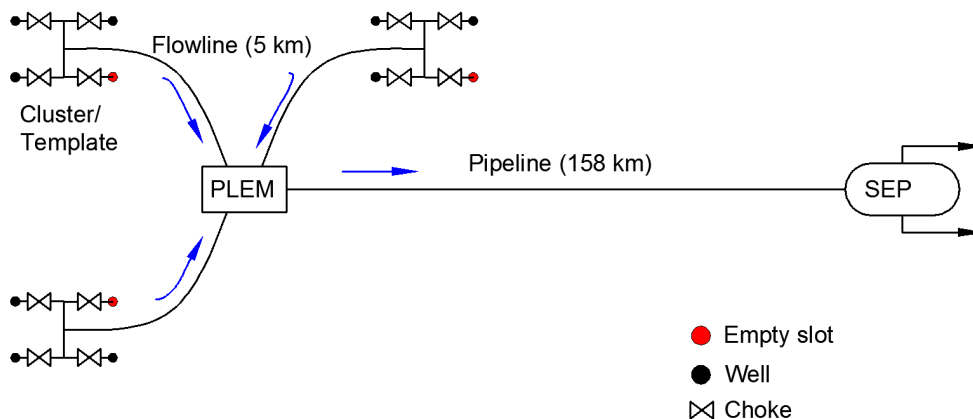 Flowline (5 km)
Cluster/
Template
Pipeline (158 km)
PLEM
SEP
Empty slot
Well
Choke